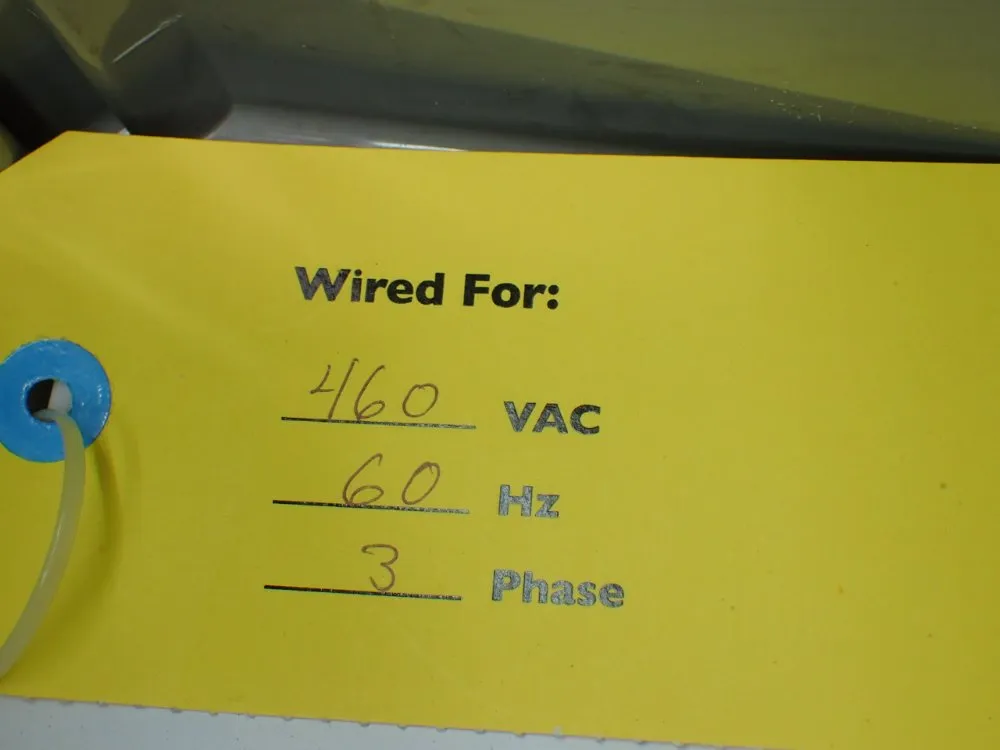 Wired For:
460 VAC
60 Hz
3 Phase